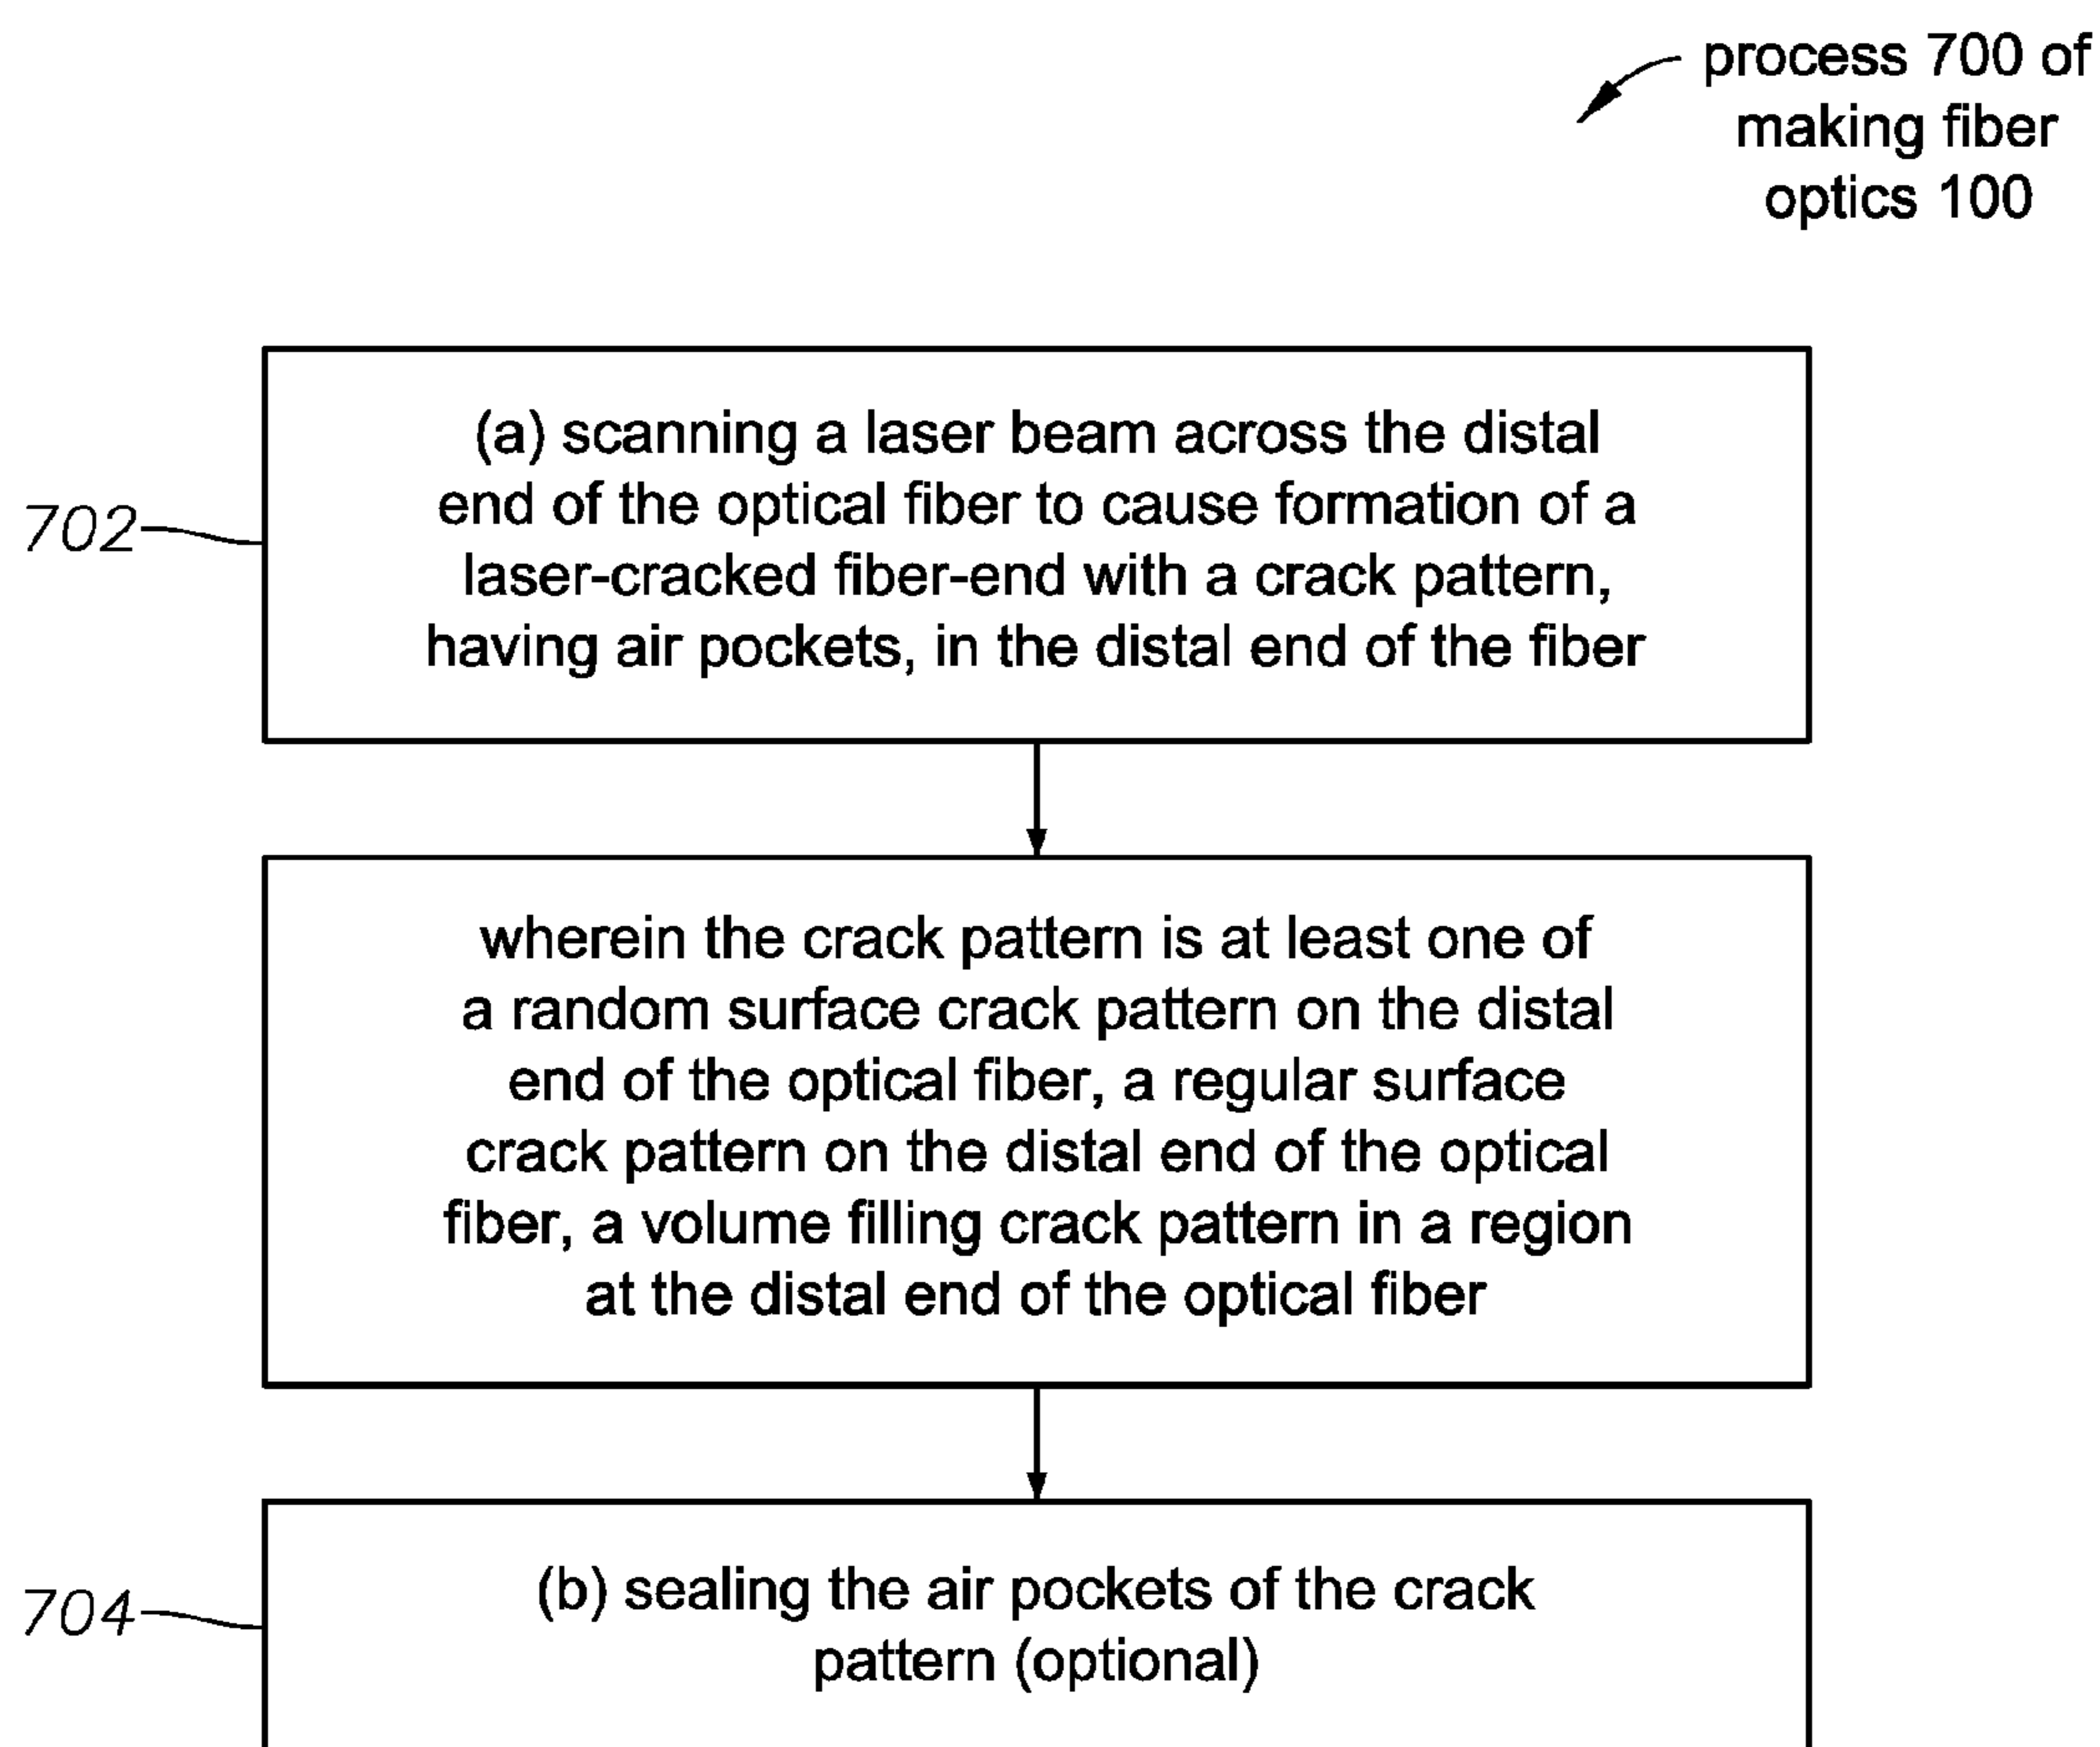 process 700 of
making fiber
optics 100
702
(a) scanning a laser beam across the distal
end of the optical fiber to cause formation of a
laser-cracked fiber-end with a crack pattern,
having air pockets, in the distal end of the fiber
wherein the crack pattern is at least one of
a random surface crack pattern on the distal
end of the optical fiber, a regular surface
crack pattern on the distal end of the optical
fiber, a volume filling crack pattern in a region
at the distal end of the optical fiber
704
(b) sealing the air pockets of the crack
pattern (optional)